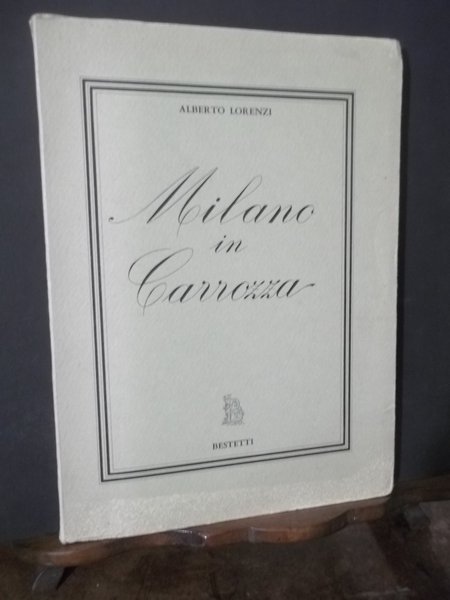 ALBERTO LORENZI
Milano
in
Carrozza
BESTETTI